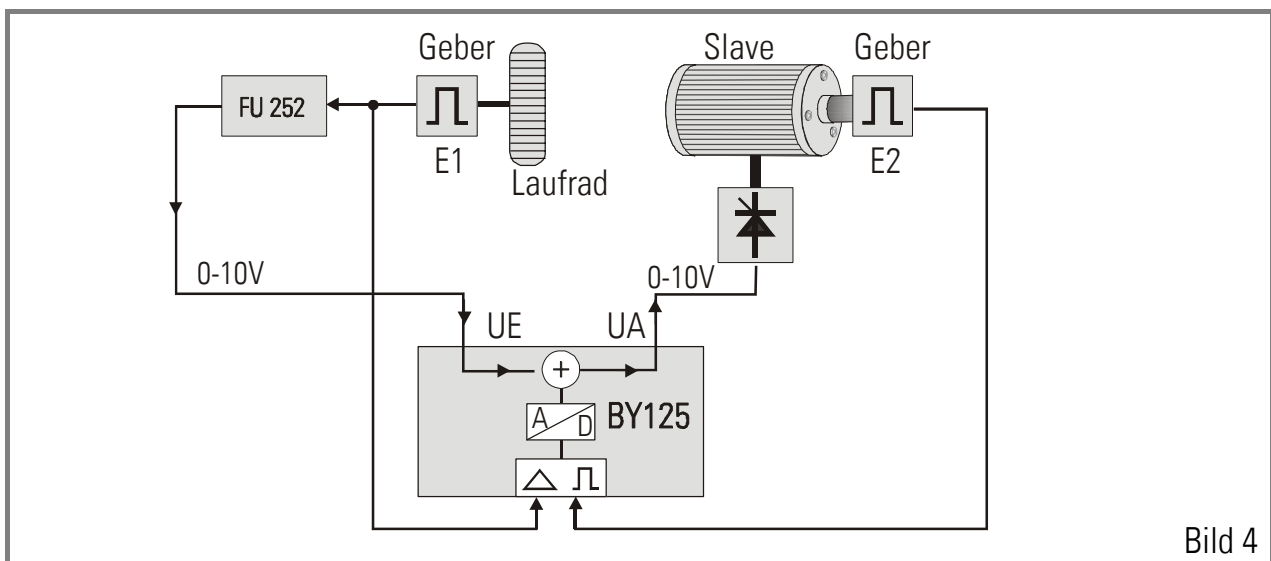 Geber
Slave
Geber
FU 252
E1
E2
Laufrad
0-10V
0-10V
UE
UA
+
A
D
BY125
Bild 4